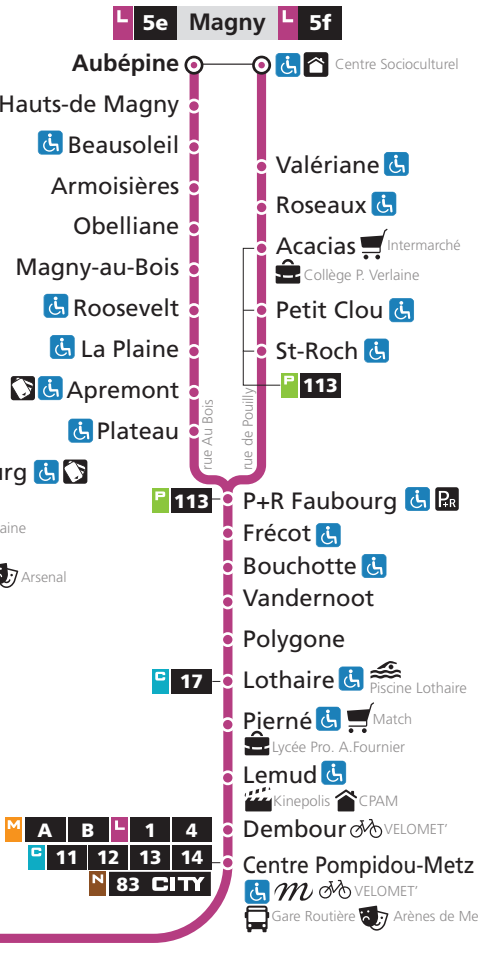 L 5e Magny L 5f
Aubépine
Centre Socioculturel
Hauts-de Magny
Beausoleil
Armoisières
Obelliane
Magny-au-Bois
Roosevelt
La Plaine
Apremont
Plateau
rue Au Bois
rue de Pouilly
Valériane
Roseaux
Acacias Intermarché
Collège P. Verlaine
Petit Clou
St-Roch
P 113
urg
aine
Arsenal
P 113 P+R Faubourg P+R
Frécot
Bouchotte
Vandernoot
Polygone
C 17 Lothaire
Piscine Lothaire
Pierné Match
Lycée Pro. A.Fournier
Lemud
Kinepolis CPAM
M A B L 1 4 Dembour VELOMET'
C 11 12 13 14 Centre Pompidou-Metz
N 83 CITY m VELOMET'
Gare Routière Arènes de Me